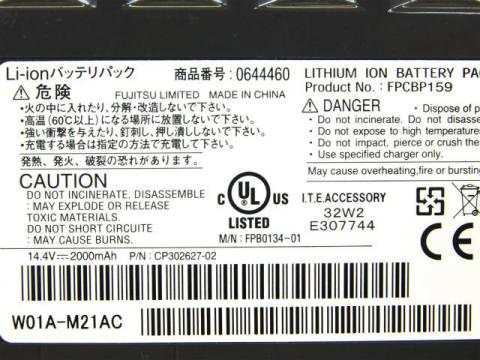 Li-ionバッテリパック 商品番号:0644460
⚠危険 FUJITSU LIMITED MADE IN CHINA
・火の中に入れたり、分解・改造しないで下さい。
・高温(60℃以上)になる場所に放置しないで下さい。
・強い衝撃を与えたり、釘刺し、押し潰ししないで下さい。
・充電する場合は指定の方法で充電して下さい。
発熱、発火、破裂の恐れがあります。
CAUTION
DO NOT INCINERATE, DISASSEMBLE
: MAY EXPLODE OR RELEASE
TOXIC MATERIALS.
DO NOT SHORT CIRCUITE
: MAY CAUSE BURNS.
14.4V⎓2000mAh P/N : CP302627-02
C UL US
LISTED
M/N : FPB0134-01
LITHIUM ION BATTERY PA
Product No. : FPCBP159
⚠DANGER ・Dispose of p
・Do not incinerate. Do not disas
・Do not expose to high temperatures
・Do not impact, pierce or crush the
・Use specified charger only.
May cause overheating,fire or bursting
I.T.E.ACCESSORY
32W2
E307744
CE
W01A-M21AC